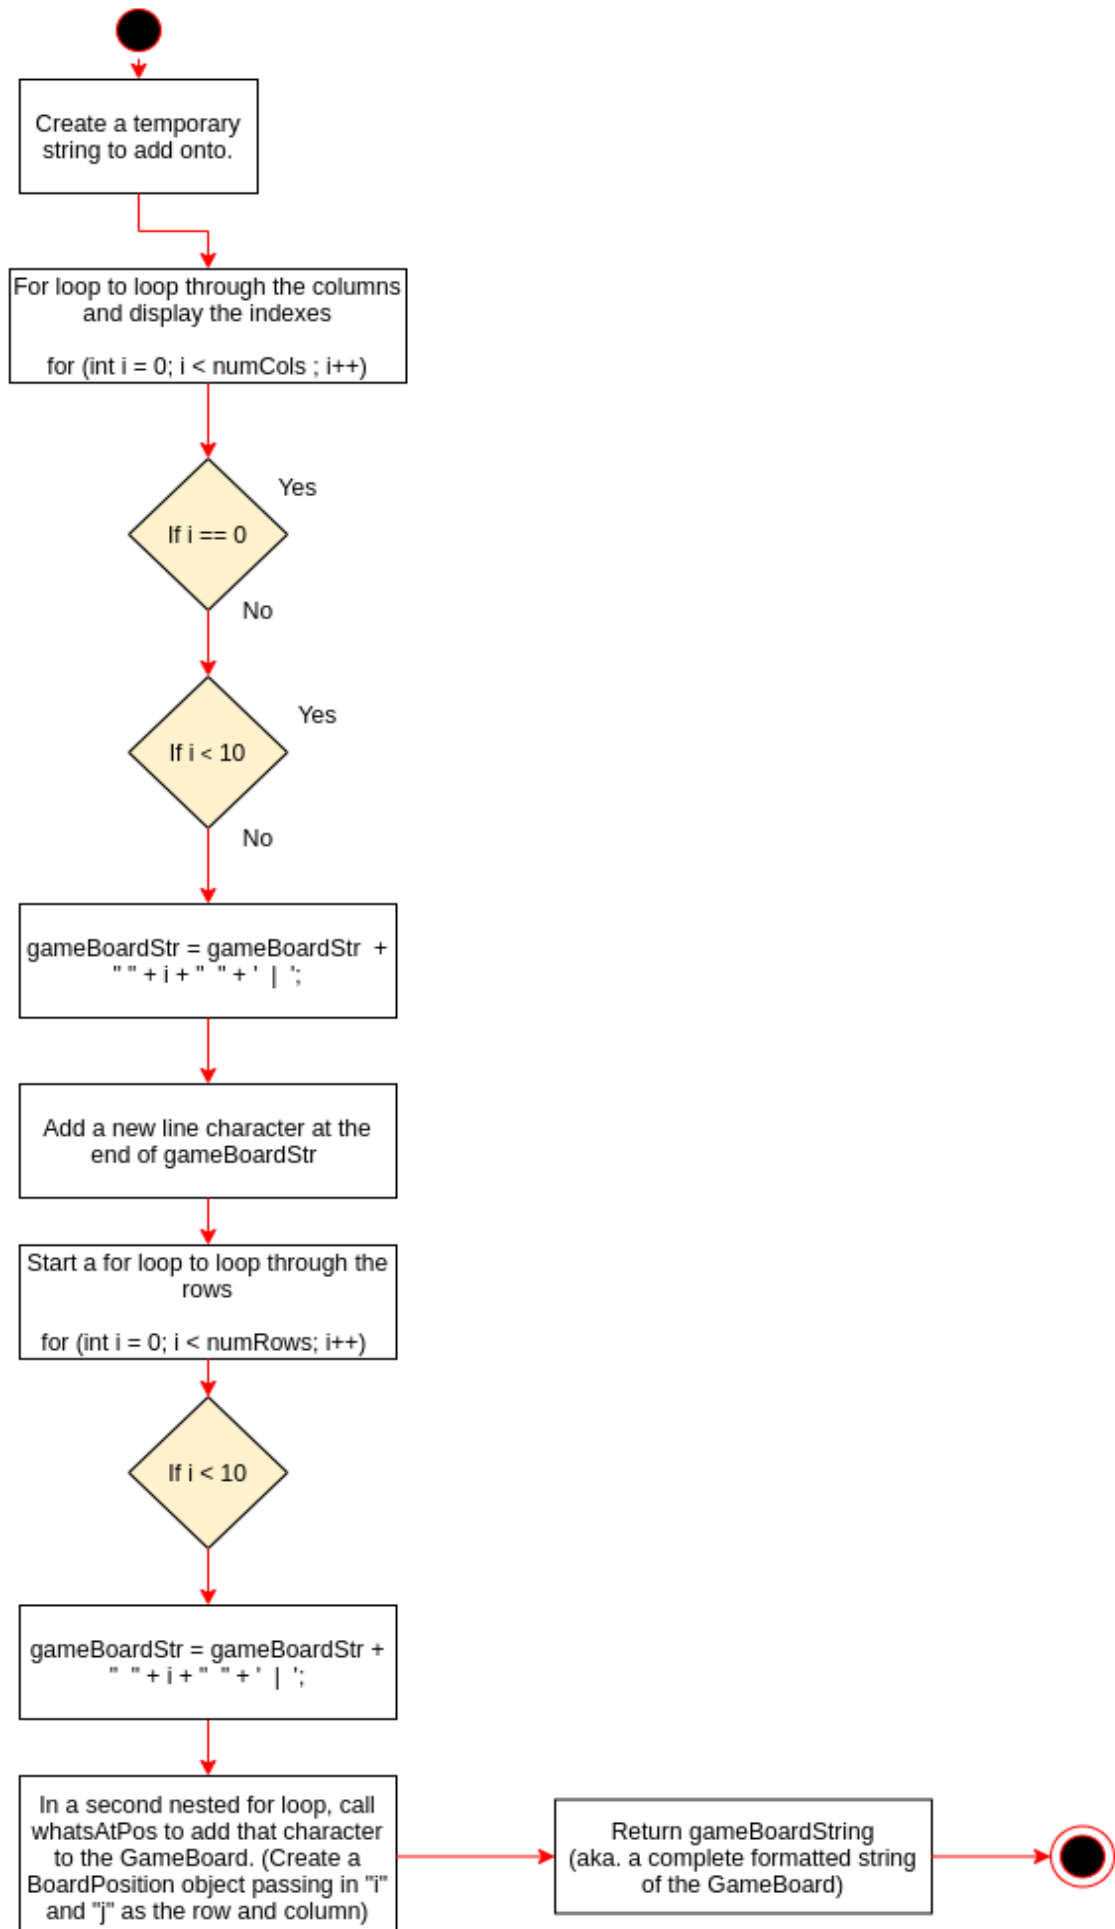 Create a temporary
string to add onto.
For loop to loop through the columns
and display the indexes
for (int i = 0; i < numCols ; i++)
Yes
If i == 0
No
Yes
If i < 10
No
gameBoardStr = gameBoardStr  +
" " + i + "  " + '  |  ';
Add a new line character at the
end of gameBoardStr
Start a for loop to loop through the
rows
for (int i = 0; i < numRows; i++)
If i < 10
gameBoardStr = gameBoardStr +
"  " + i + "  " + '  |  ';
In a second nested for loop, call
whatsAtPos to add that character
to the GameBoard. (Create a
BoardPosition object passing in "i"
and "j" as the row and column)
Return gameBoardString
(aka. a complete formatted string
of the GameBoard)